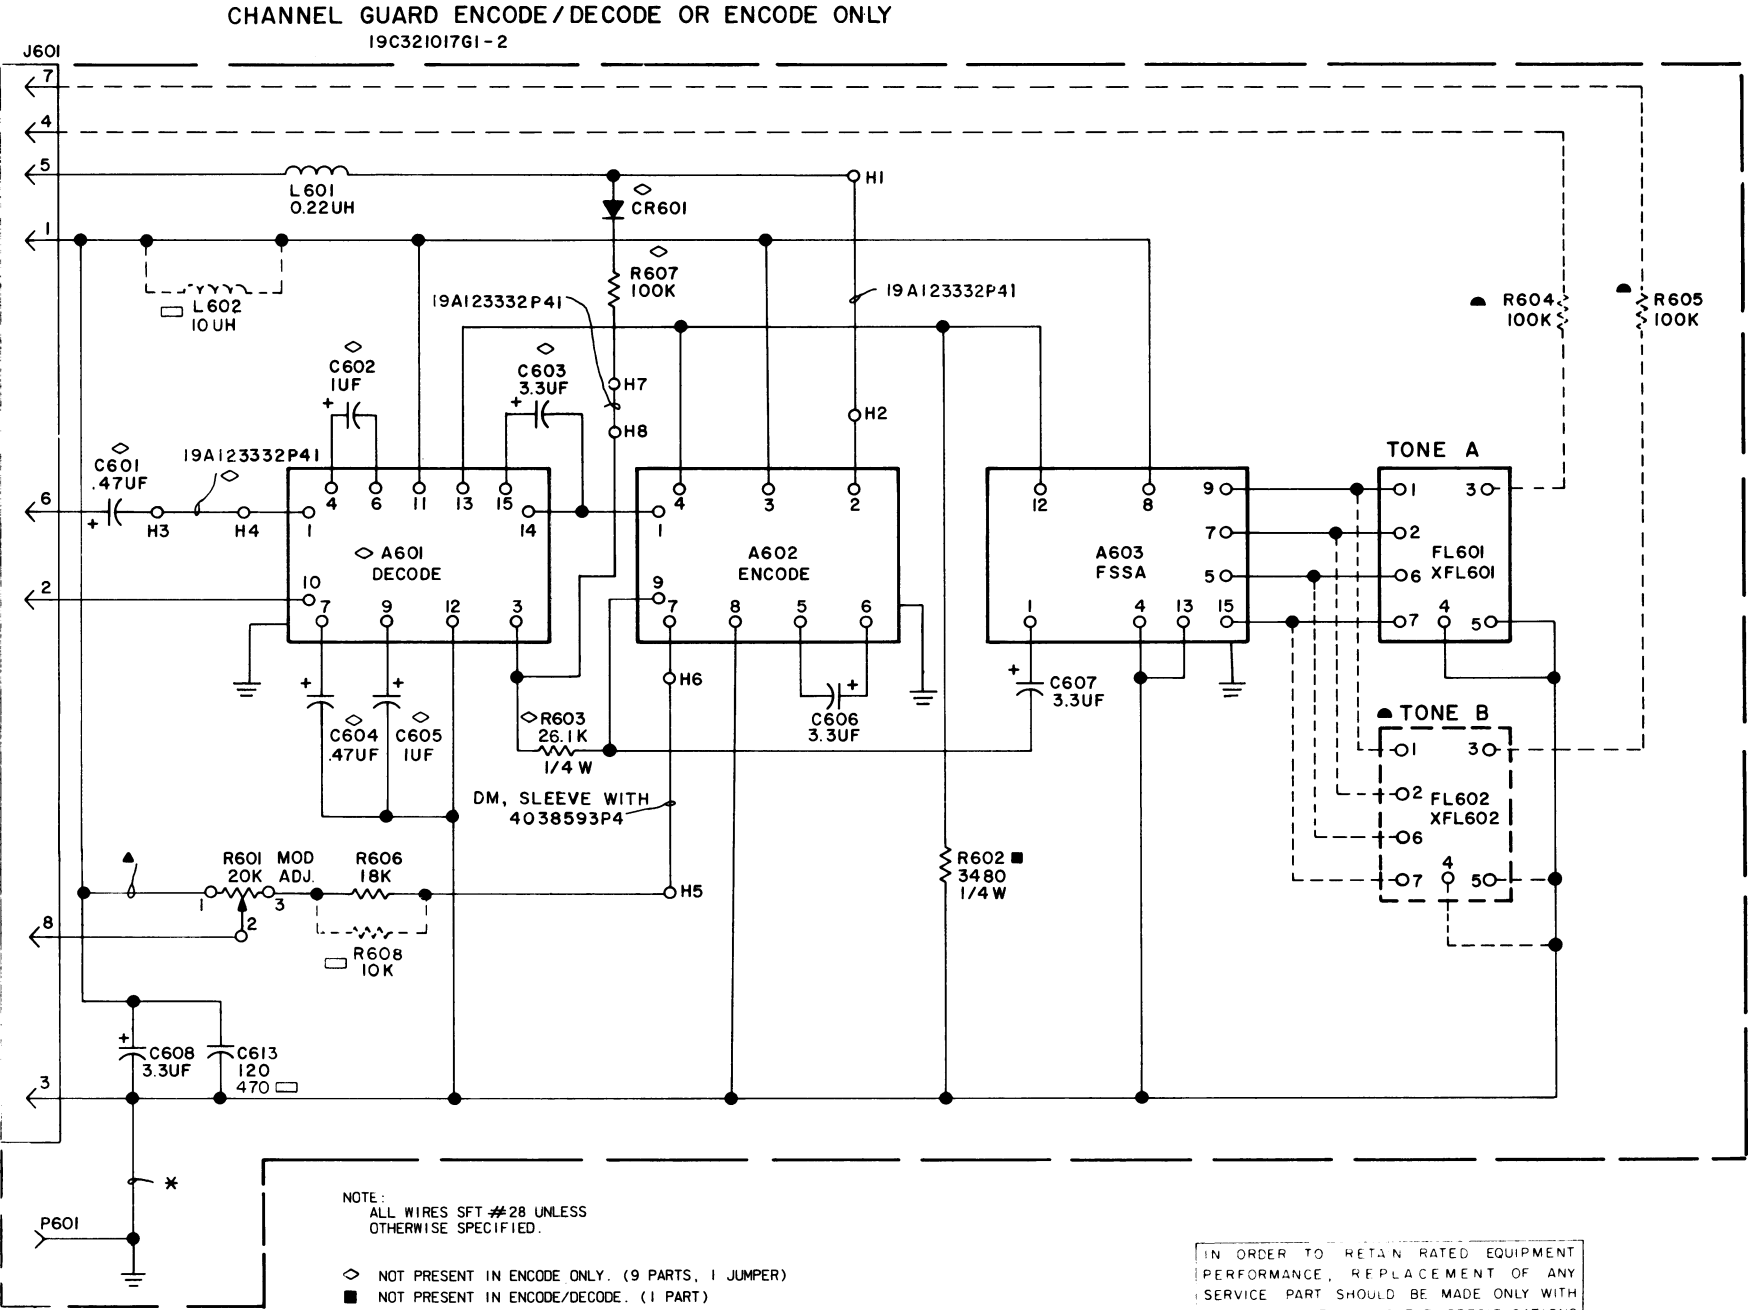 CHANNEL GUARD ENCODE/DECODE OR ENCODE ONLY
19C321017G1-2
J601
7
4
5
L601
0.22UH
H1
CR601
1
R607
100K
19A123332P41
19A123332P41
L602
10UH
R604
100K
R605
100K
C602
1UF
+
C603
3.3UF
+
H7
H8
H2
TONE A
C601
.47UF
+
19A123332P41
6
H3
H4
4 6 11 13 15
1
14
A601
DECODE
10
7 9 12 3
2
4 3 2
1
A602
ENCODE
9
7 8 5 6
12 8
9
7
5
15
A603
FSSA
1 4 13
1 3
2
6
7 4 5
FL601
XFL601
+
C604
.47UF
+
C605
1UF
R603
26.1K
1/4W
H6
C606
3.3UF
+
+
C607
3.3UF
TONE B
1 3
2
6
7 4 5
FL602
XFL602
DM, SLEEVE WITH
4038593P4
R601
20K
MOD
ADJ.
R606
18K
1 3
2
H5
R602
3480
1/4W
8
R608
10K
+
C608
3.3UF
C613
120
470
3
*
P601
NOTE:
ALL WIRES SFT #28 UNLESS
OTHERWISE SPECIFIED.
NOT PRESENT IN ENCODE ONLY. (9 PARTS, 1 JUMPER)
NOT PRESENT IN ENCODE/DECODE. (1 PART)
IN ORDER TO RETAIN RATED EQUIPMENT
PERFORMANCE, REPLACEMENT OF ANY
SERVICE PART SHOULD BE MADE ONLY WITH